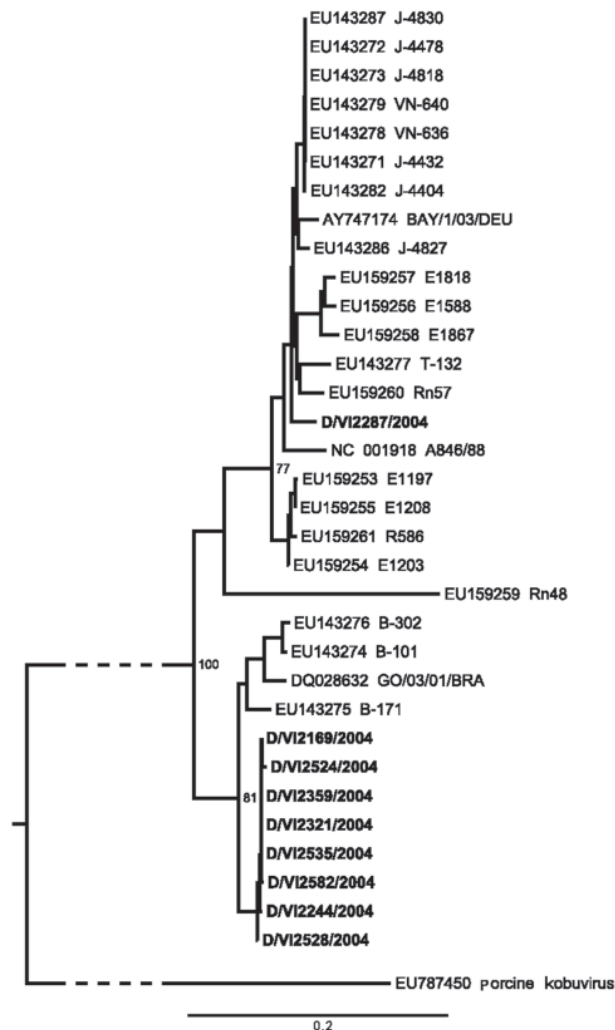 EU143287 J-4830
EU143272 J-4478
EU143273 J-4818
EU143279 VN-640
EU143278 VN-636
EU143271 J-4432
EU143282 J-4404
AY747174 BAY/1/03/DEU
EU143286 J-4827
EU159257 E1818
EU159256 E1588
EU159258 E1867
EU143277 T-132
EU159260 Rn57
D/VI2287/2004
NC 001918 A846/88
77
EU159253 E1197
EU159255 E1208
EU159261 R586
EU159254 E1203
EU159259 Rn48
EU143276 B-302
EU143274 B-101
100
DQ028632 GO/03/01/BRA
EU143275 B-171
D/VI2169/2004
D/VI2524/2004
81
D/VI2359/2004
D/VI2321/2004
D/VI2535/2004
D/VI2582/2004
D/VI2244/2004
D/VI2528/2004
EU787450 porcine kobuvirus
0.2